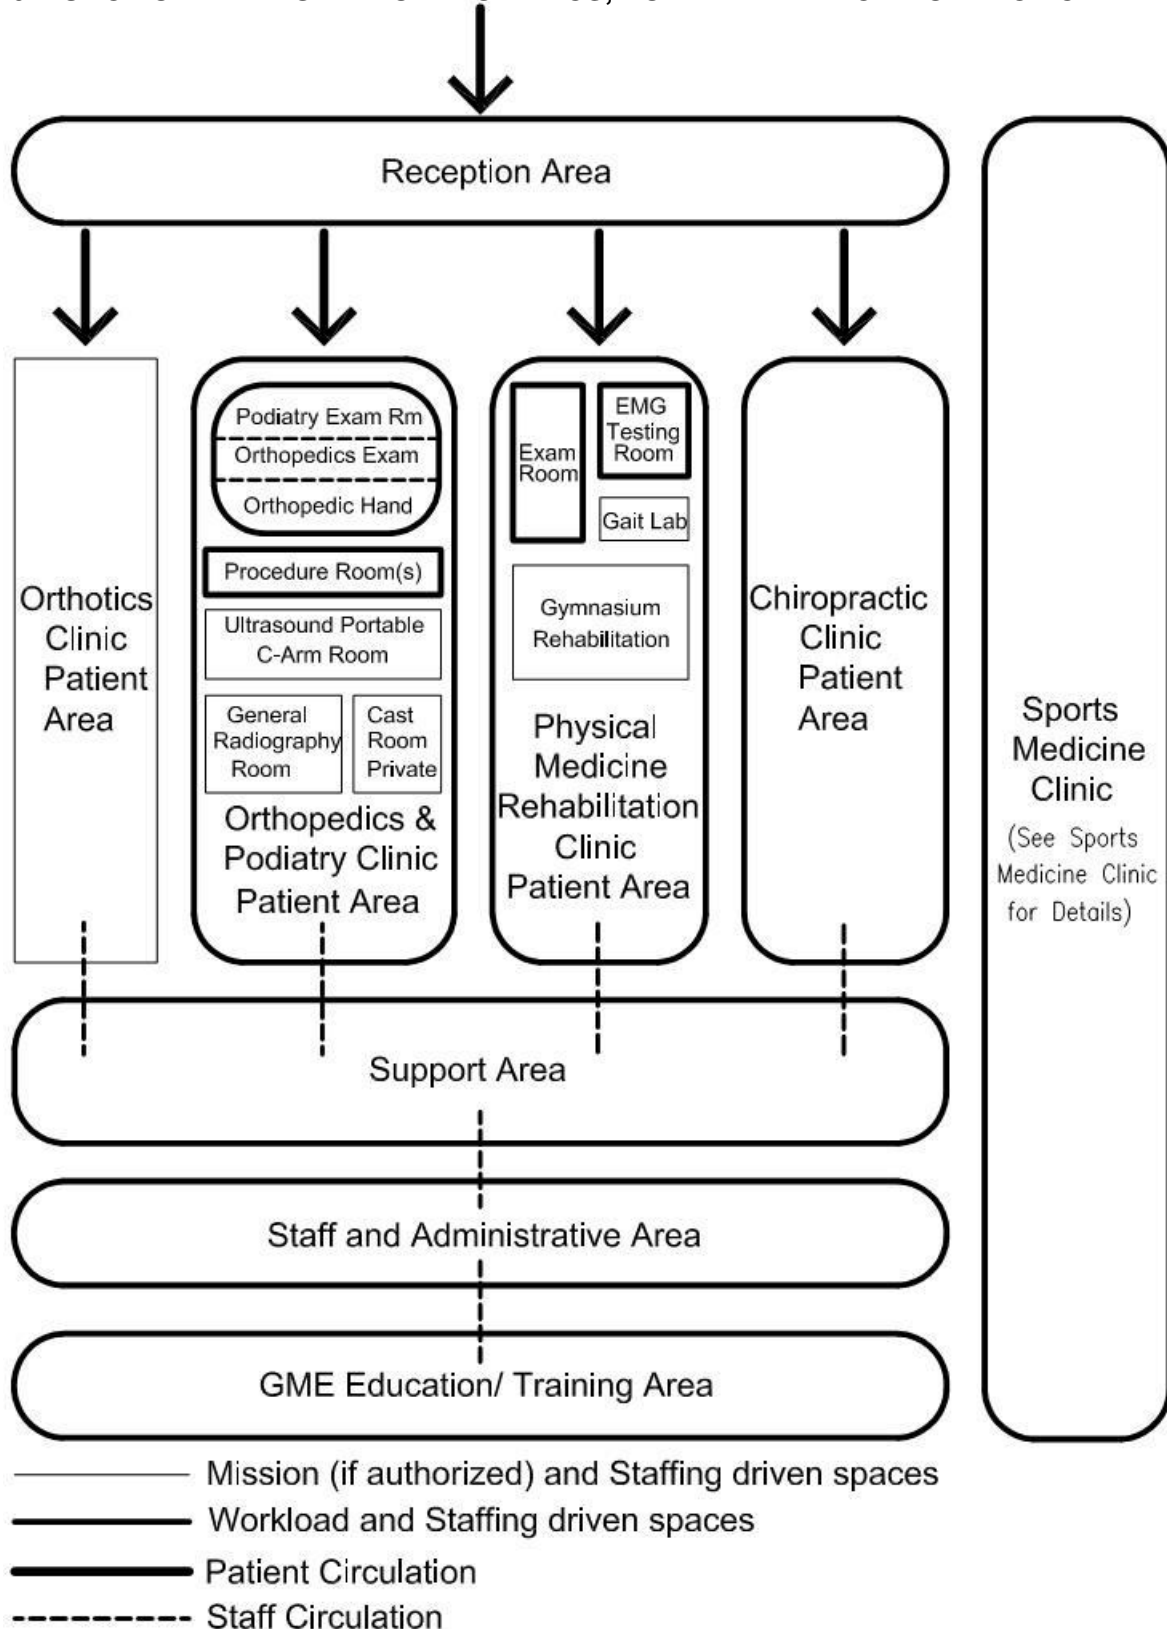 Reception Area
Orthotics
Clinic
Patient
Area
Podiatry Exam Rm
Orthopedics Exam
Orthopedic Hand
Procedure Room(s)
Ultrasound Portable
C-Arm Room
General
Radiography
Room
Cast
Room
Private
Orthopedics &
Podiatry Clinic
Patient Area
Exam
Room
EMG
Testing
Room
Gait Lab
Gymnasium
Rehabilitation
Physical
Medicine
Rehabilitation
Clinic
Patient Area
Chiropractic
Clinic
Patient
Area
Sports
Medicine
Clinic
(See Sports
Medicine Clinic
for Details)
Support Area
Staff and Administrative Area
GME Education/ Training Area
Mission (if authorized) and Staffing driven spaces
Workload and Staffing driven spaces
Patient Circulation
Staff Circulation